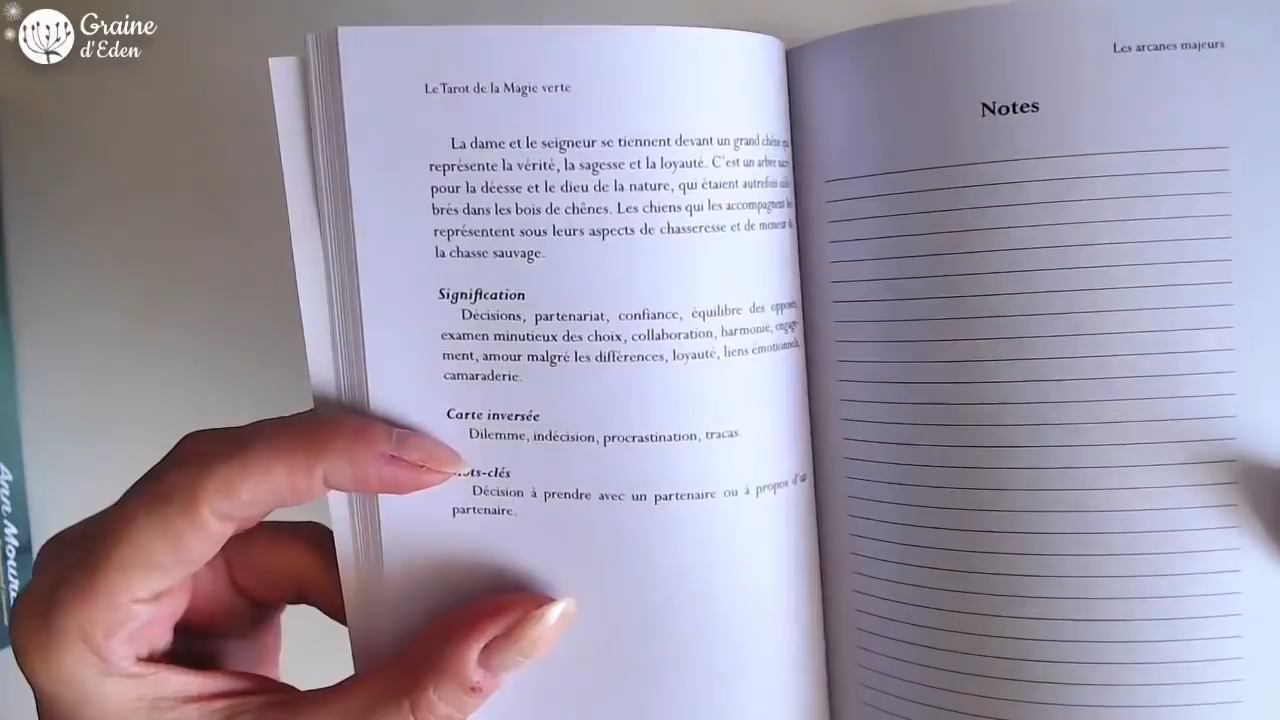 Graine
d'Eden
Le Tarot de la Magie verte
La dame et le seigneur se tiennent devant un grand chêne
représente la vérité, la sagesse et la loyauté. C'est un arbre
pour la déesse et le dieu de la nature, qui étaient autrefois
brés dans les bois de chênes. Les chiens qui les accompagnent
représentent sous leurs aspects de chasseresse et de meneur
la chasse sauvage.
Signification
Décisions, partenariat, confiance, équilibre des opposés,
examen minutieux des choix, collaboration, harmonie, engage-
ment, amour malgré les différences, loyauté, liens émotionnels,
camaraderie.
Carte inversée
Dilemme, indécision, procrastination, tracas.
ots-clés
Décision à prendre avec un partenaire ou à propos d'un
partenaire.
Les arcanes majeurs
Notes
Ann Moura